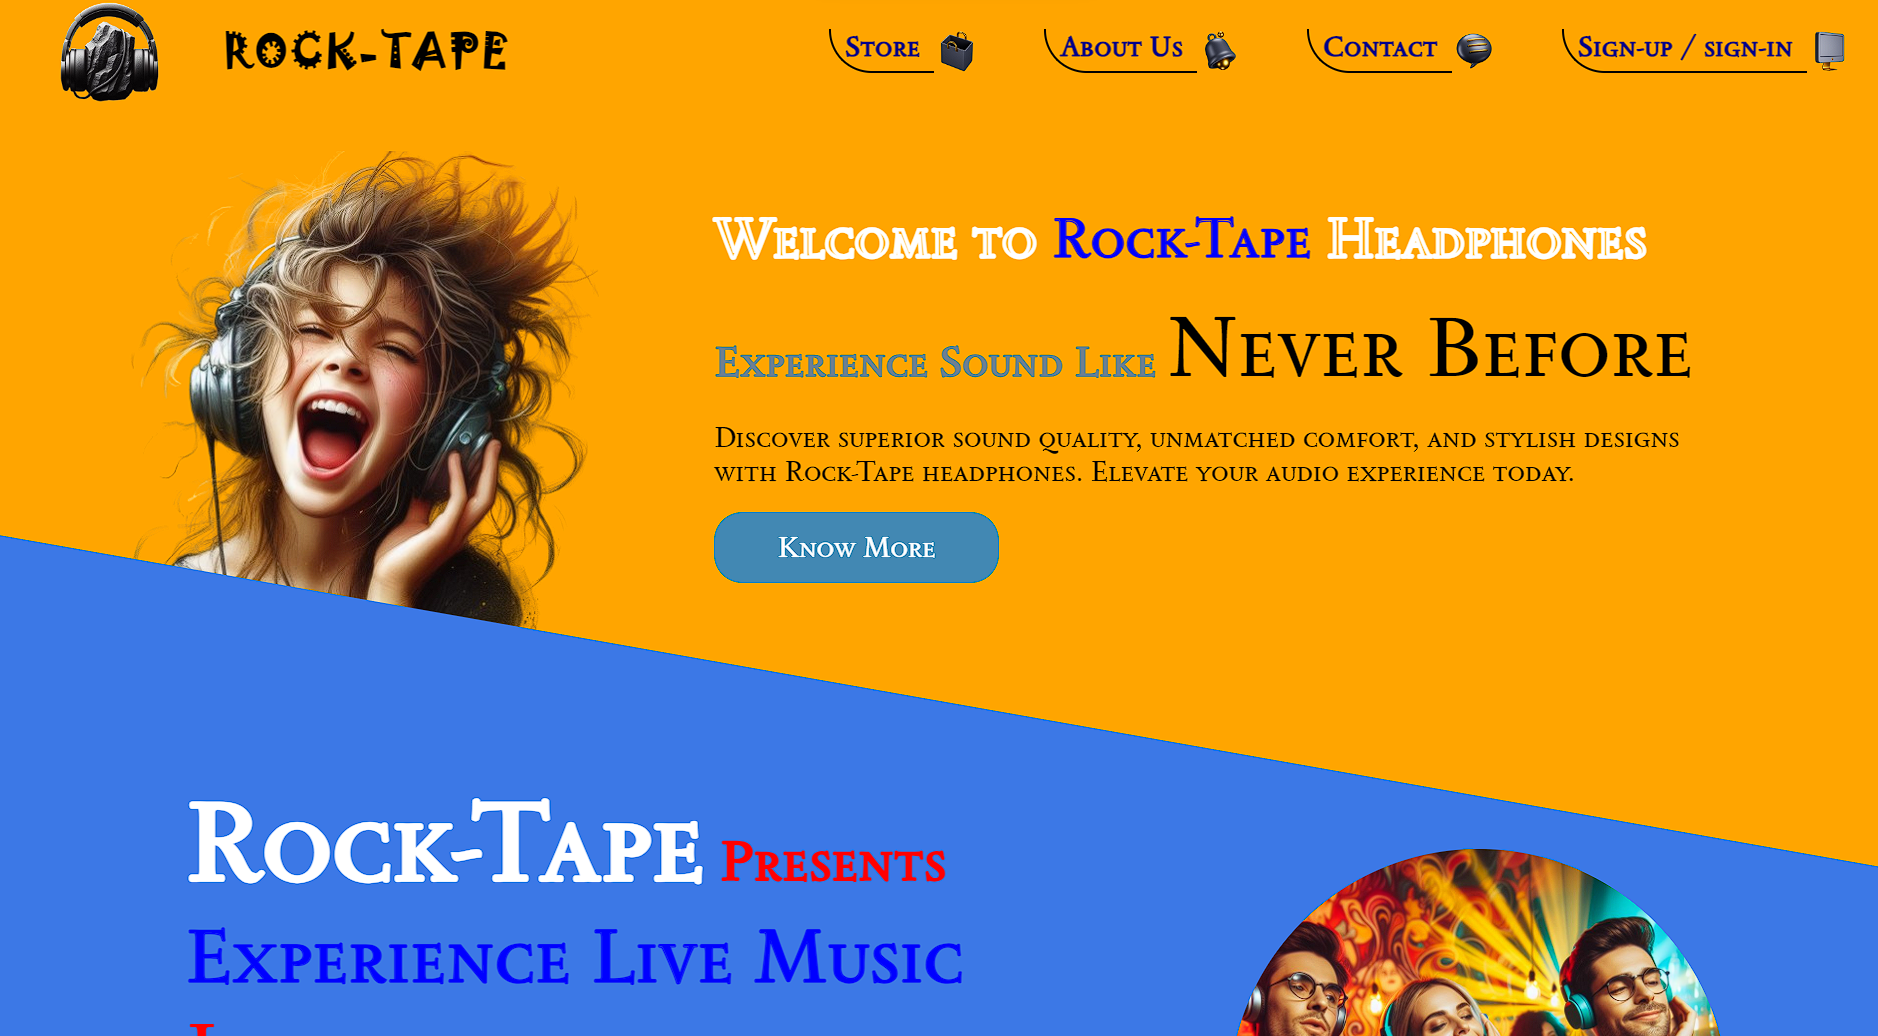 ROCK-TAPE
Store
About Us
Contact
Sign-up / sign-in
Welcome to Rock-Tape Headphones
Experience Sound Like Never Before
Discover superior sound quality, unmatched comfort, and stylish designs
with Rock-Tape headphones. Elevate your audio experience today.
Know More
Rock-Tape Presents
Experience Live Music